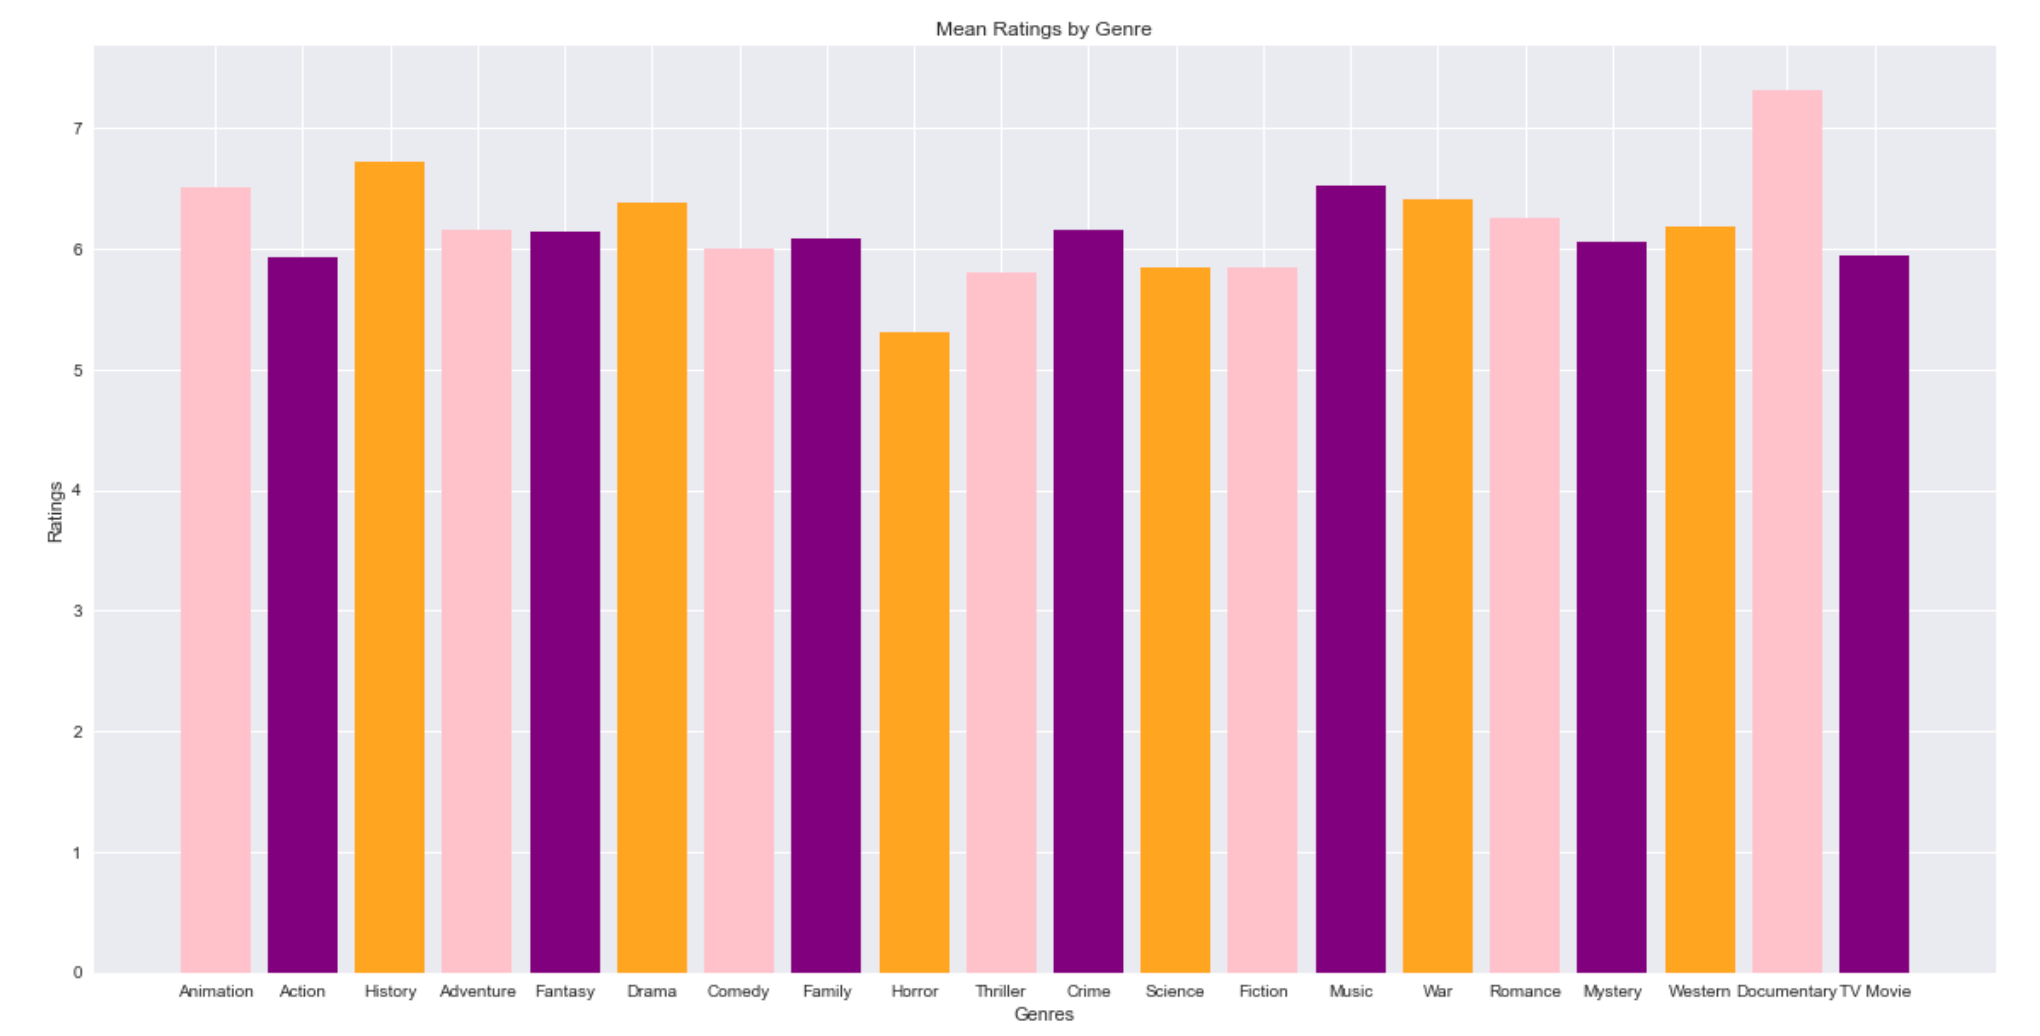 Mean Ratings by Genre
7
6
5
4
3
2
1
0
Ratings
Animation Action History Adventure Fantasy Drama Comedy Family Horror Thriller Crime Science Fiction Music War Romance Mystery Western Documentary TV Movie
Genres